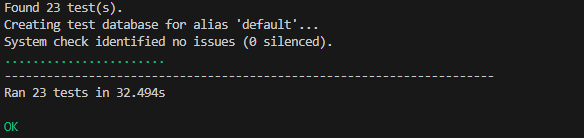 Found 23 test(s).
Creating test database for alias 'default'...
System check identified no issues (0 silenced).
.......................
----------------------------------------------------------------------
Ran 23 tests in 32.494s
OK